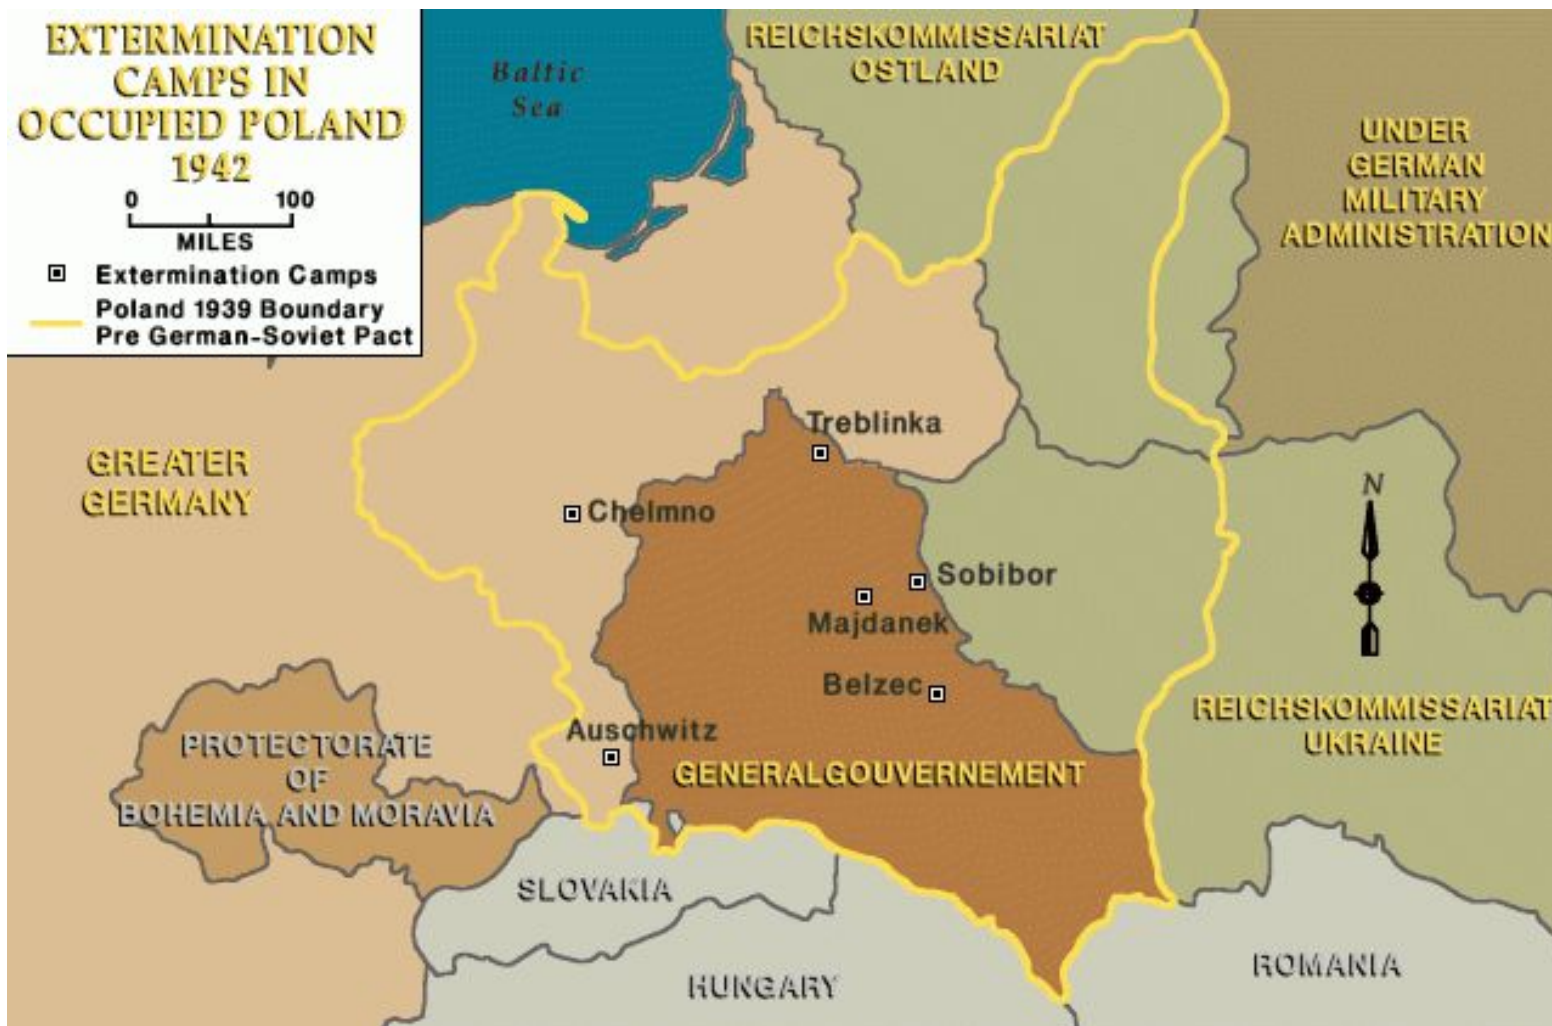 EXTERMINATION
CAMPS IN
OCCUPIED POLAND
1942
0 100
MILES
Extermination Camps
Poland 1939 Boundary
Pre German-Soviet Pact
Baltic
Sea
REICHSKOMMISSARIAT
OSTLAND
UNDER
GERMAN
MILITARY
ADMINISTRATION
GREATER
GERMANY
Treblinka
Chelmno
N
Sobibor
Majdanek
Belzec
Auschwitz
GENERALGOUVERNEMENT
REICHSKOMMISSARIAT
UKRAINE
PROTECTORATE
OF
BOHEMIA AND MORAVIA
SLOVAKIA
HUNGARY
ROMANIA